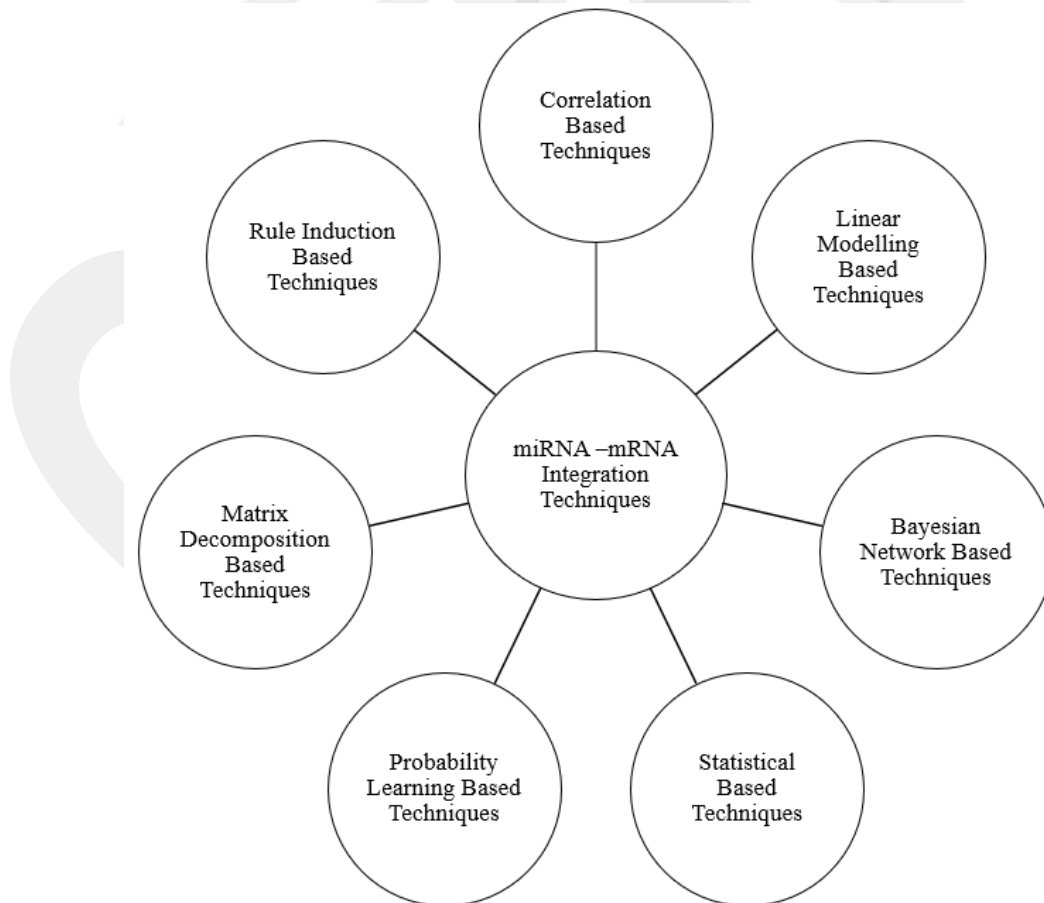 Correlation
Based
Techniques
Linear
Modelling
Based
Techniques
Rule Induction
Based
Techniques
miRNA –mRNA
Integration
Techniques
Bayesian
Network Based
Techniques
Matrix
Decomposition
Based
Techniques
Probability
Learning Based
Techniques
Statistical
Based
Techniques